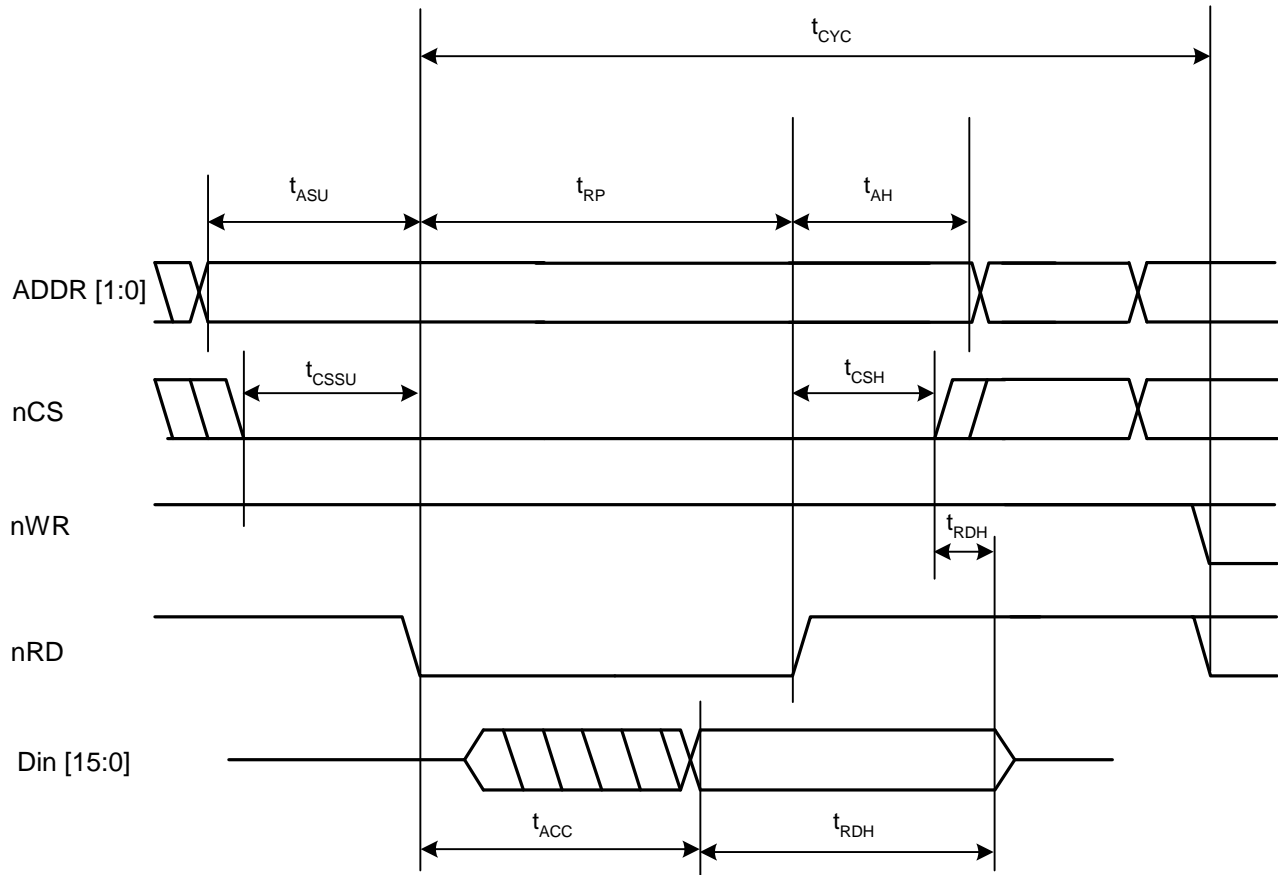 tCYC
tASU
tRP
tAH
ADDR [1:0]
tCSSU
tCSH
nCS
nWR
tRDH
nRD
Din [15:0]
tACC
tRDH